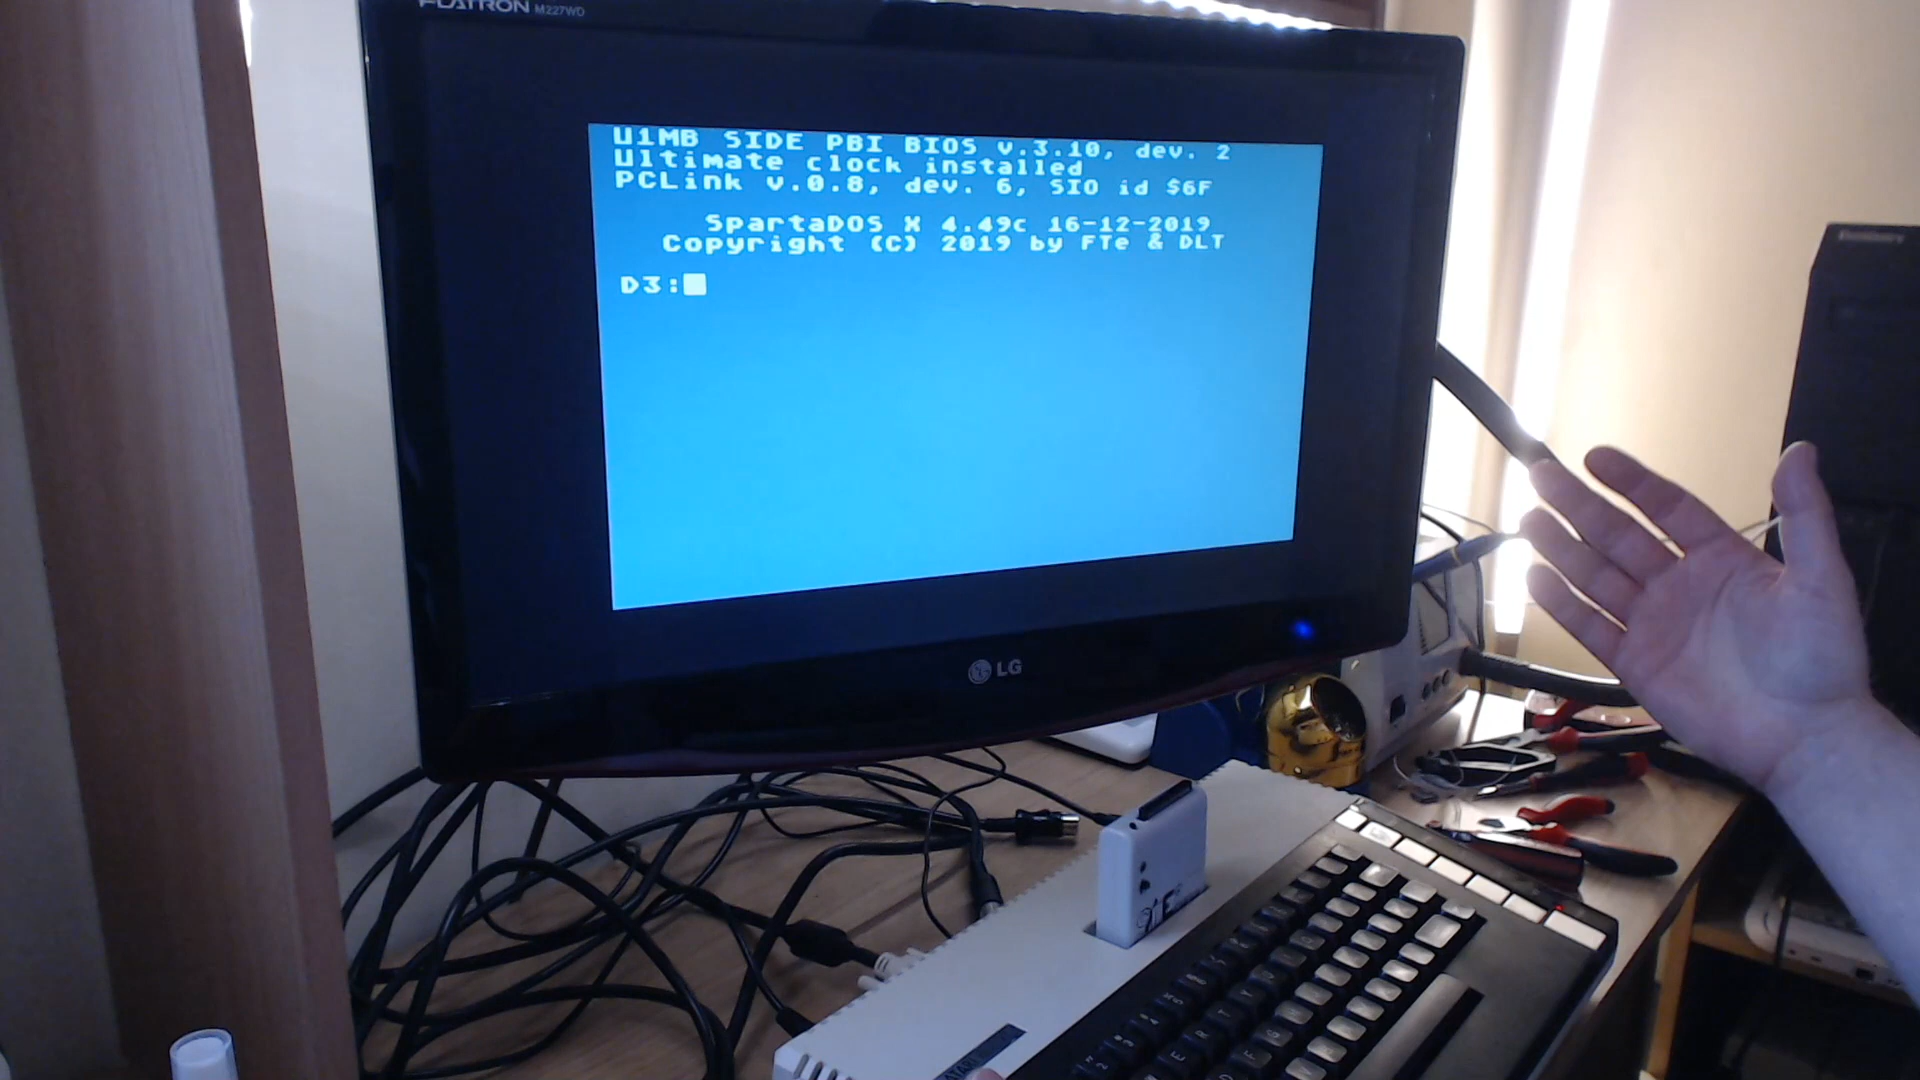 FLATRON M227WD
U1MB SIDE PBI BIOS v.3.10, dev. 2
Ultimate clock installed
PCLink v.0.8, dev. 6, SIO id $6F
SpartaDOS X 4.49c 16-12-2019
Copyright (C) 2019 by FTe & DLT
D3:
LG
ATARI